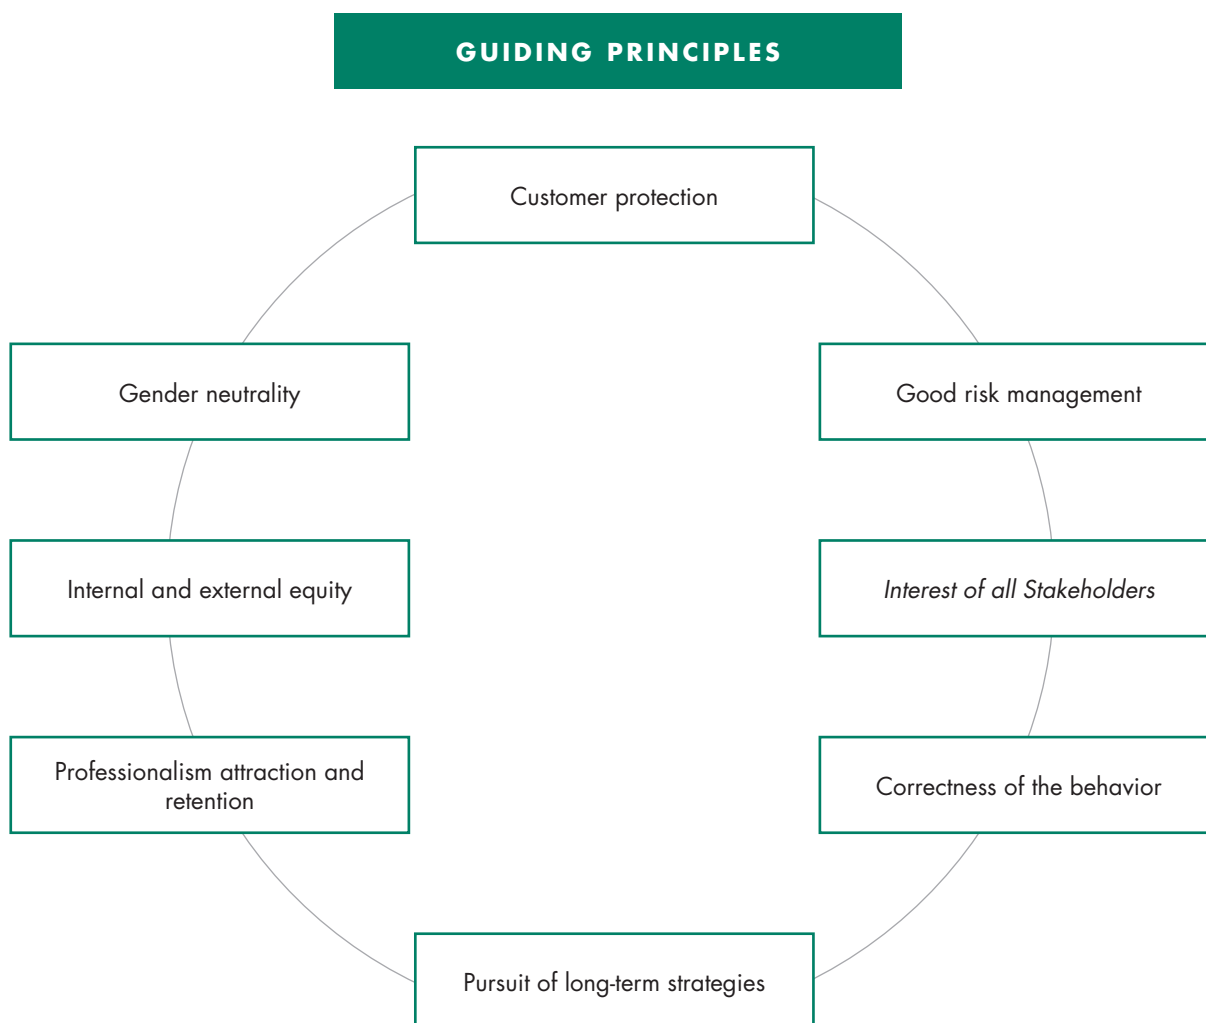 GUIDING PRINCIPLES
Customer protection
Gender neutrality
Good risk management
Internal and external equity
Interest of all Stakeholders
Professionalism attraction and
retention
Correctness of the behavior
Pursuit of long-term strategies